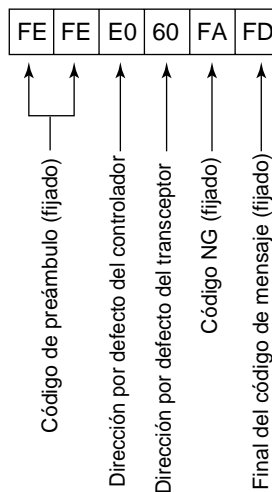 FE FE E0 60 FA FD
Código de preámbulo (fijado)
Dirección por defecto del controlador
Dirección por defecto del transceptor
Código NG (fijado)
Final del código de mensaje (fijado)